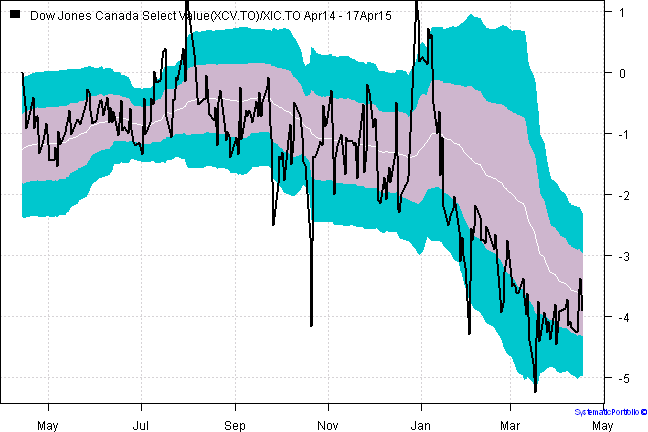 Dow Jones Canada Select Value(XCV.TO)/XIC.TO Apr14 - 17Apr15
1
0
-1
-2
-3
-4
-5
SystematicPortfolio ©
May Jul Sep Nov Jan Mar May